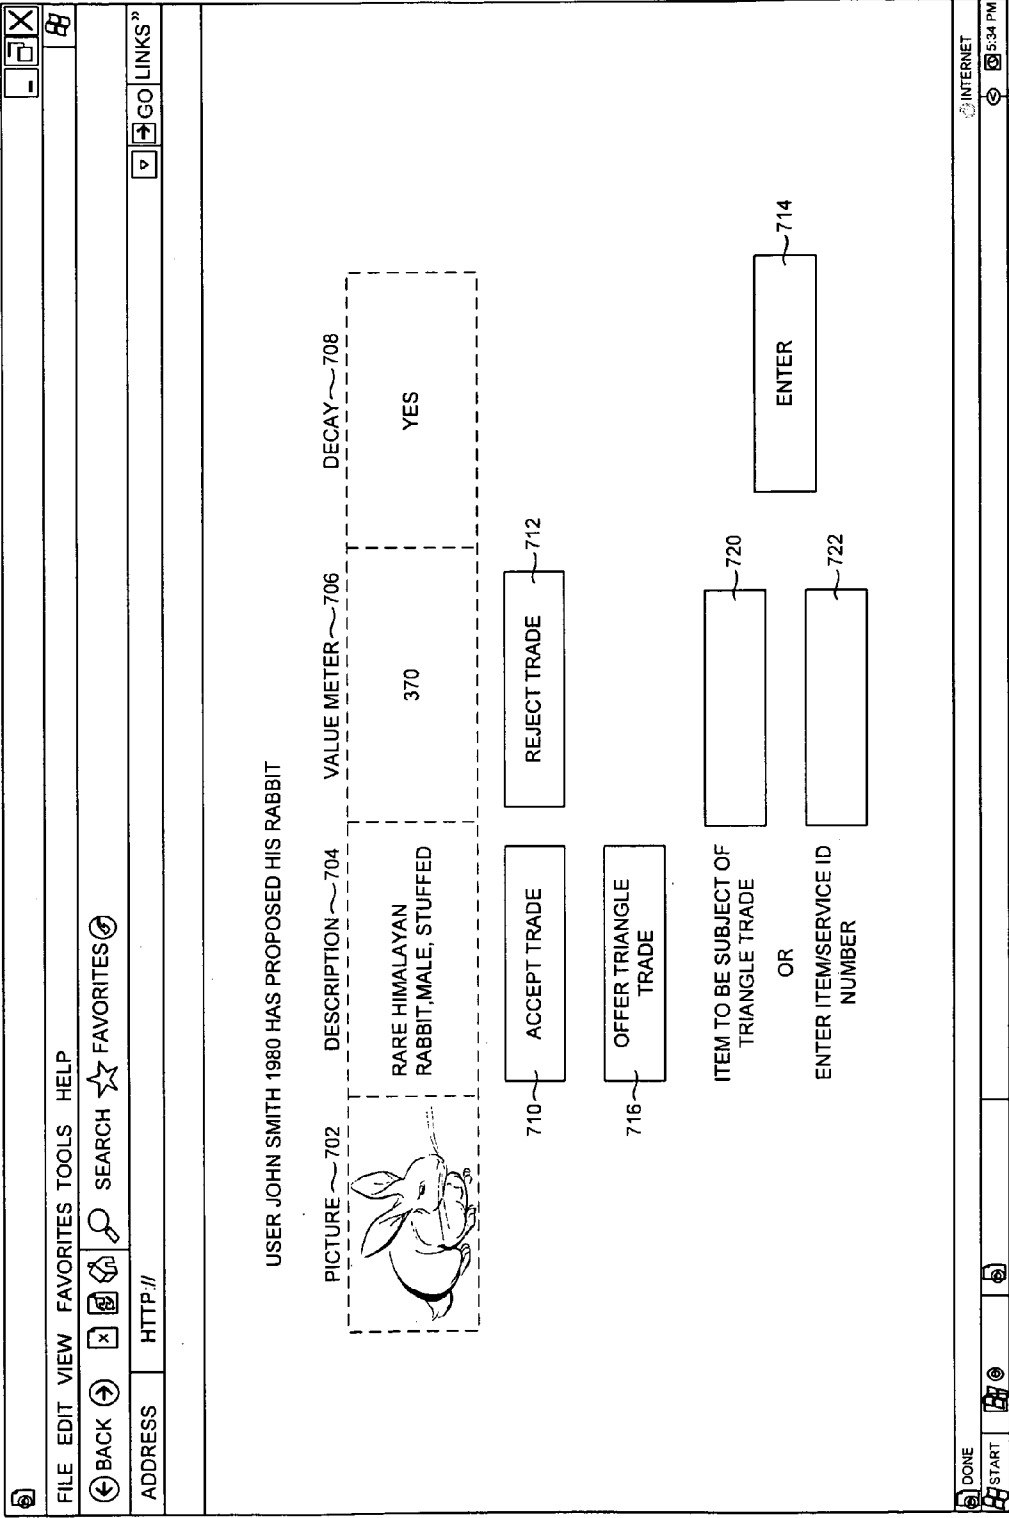 FILE EDIT VIEW FAVORITES TOOLS HELP
BACK SEARCH FAVORITES
ADDRESS HTTP:// GO LINKS"
USER JOHN SMITH 1980 HAS PROPOSED HIS RABBIT
PICTURE 702 DESCRIPTION 704 VALUE METER 706 DECAY 708
RARE HIMALAYAN
RABBIT,MALE, STUFFED
370
YES
710 ACCEPT TRADE REJECT TRADE 712
716 OFFER TRIANGLE
TRADE
ITEM TO BE SUBJECT OF
TRIANGLE TRADE
720
OR
ENTER ITEM/SERVICE ID
NUMBER
722
ENTER 714
DONE INTERNET
START 5:34 PM